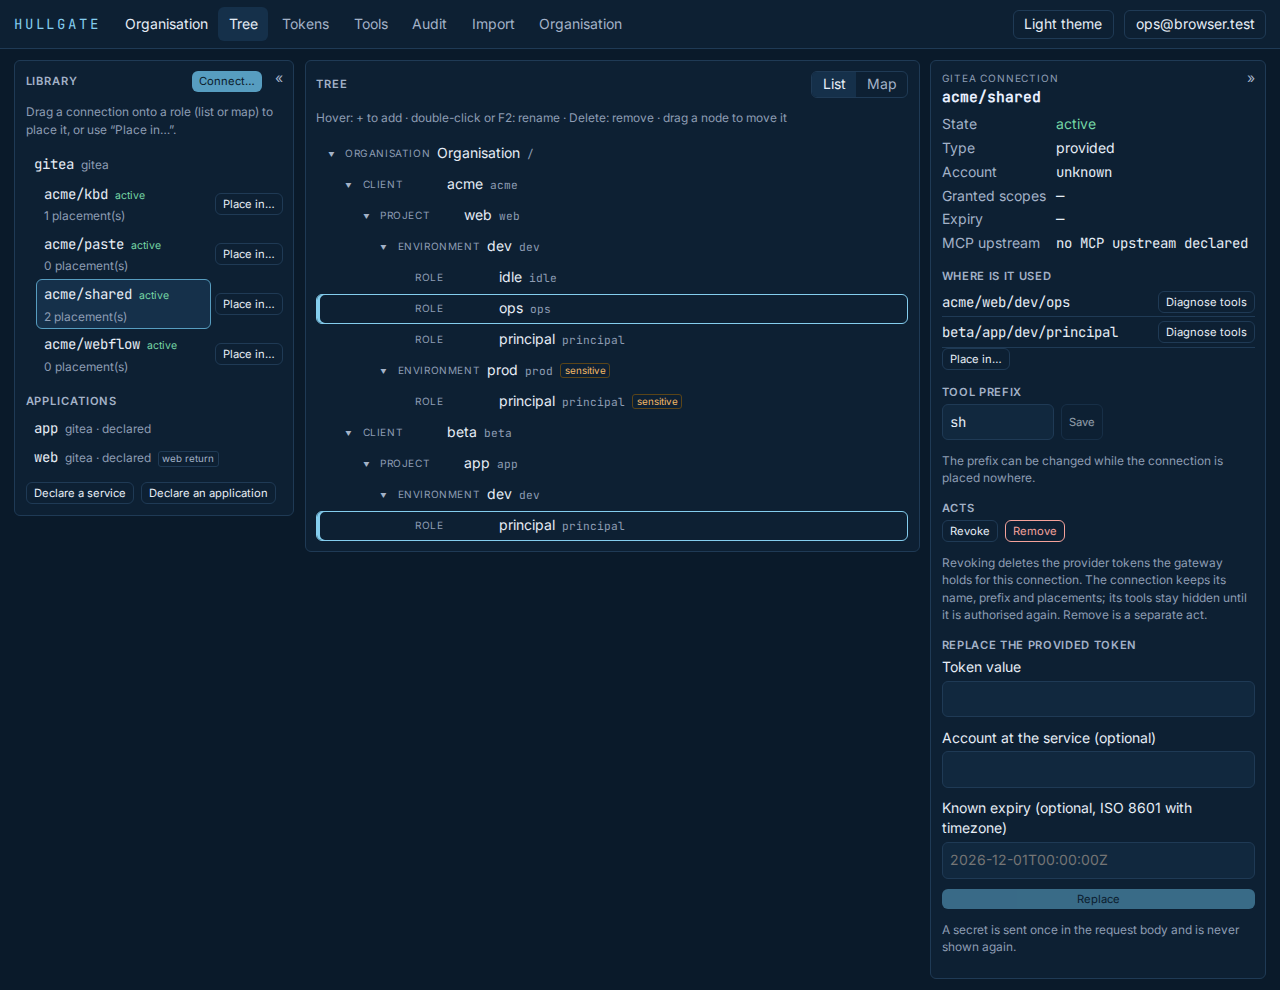 HULLGATE Organisation Tree Tokens Tools Audit Import Organisation Light theme ops@browser.test
LIBRARY Connect... «
Drag a connection onto a role (list or map) to
place it, or use “Place in...”.
gitea gitea
acme/kbd active
1 placement(s)
Place in...
acme/paste active
0 placement(s)
Place in...
acme/shared active
2 placement(s)
Place in...
acme/webflow active
0 placement(s)
Place in...
APPLICATIONS
app gitea · declared
web gitea · declared web return
Declare a service Declare an application
TREE List Map
Hover: + to add · double-click or F2: rename · Delete: remove · drag a node to move it
▼ ORGANISATION Organisation /
▼ CLIENT acme acme
▼ PROJECT web web
▼ ENVIRONMENT dev dev
ROLE idle idle
ROLE ops ops
ROLE principal principal
▼ ENVIRONMENT prod prod sensitive
ROLE principal principal sensitive
▼ CLIENT beta beta
▼ PROJECT app app
▼ ENVIRONMENT dev dev
ROLE principal principal
GITEA CONNECTION »
acme/shared
State active
Type provided
Account unknown
Granted scopes —
Expiry —
MCP upstream no MCP upstream declared
WHERE IS IT USED
acme/web/dev/ops Diagnose tools
beta/app/dev/principal Diagnose tools
Place in...
TOOL PREFIX
sh Save
The prefix can be changed while the connection is
placed nowhere.
ACTS
Revoke Remove
Revoking deletes the provider tokens the gateway
holds for this connection. The connection keeps its
name, prefix and placements; its tools stay hidden until
it is authorised again. Remove is a separate act.
REPLACE THE PROVIDED TOKEN
Token value
Account at the service (optional)
Known expiry (optional, ISO 8601 with
timezone)
2026-12-01T00:00:00Z
Replace
A secret is sent once in the request body and is never
shown again.